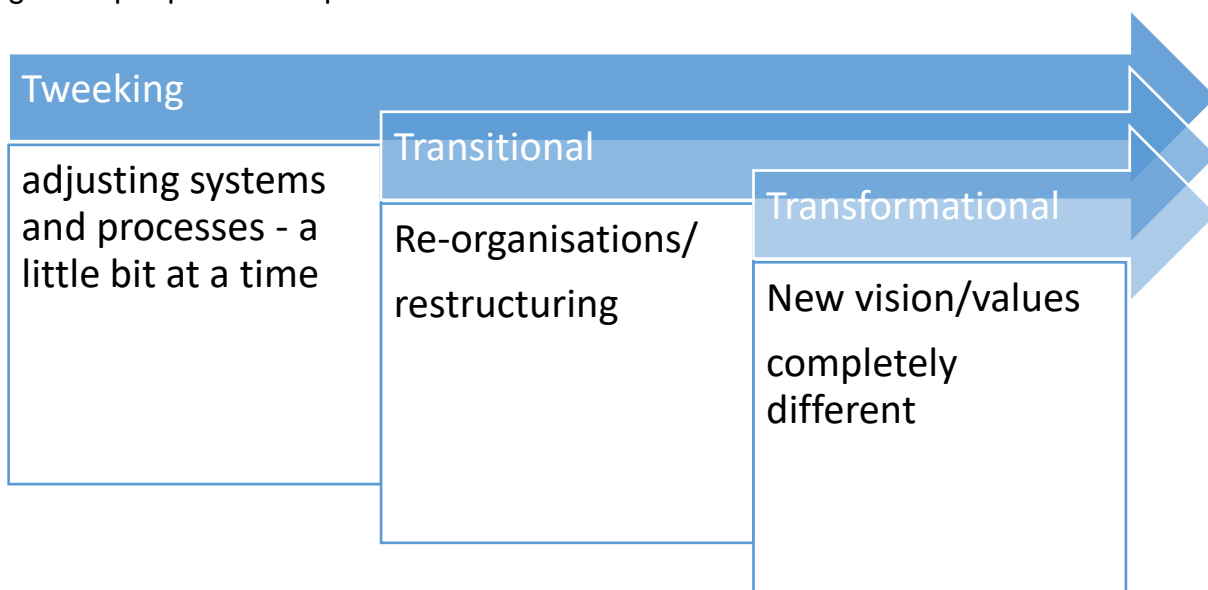 Tweeking
adjusting systems
and processes - a
little bit at a time
Transitional
Re-organisations/
restructuring
Transformational
New vision/values
completely
different